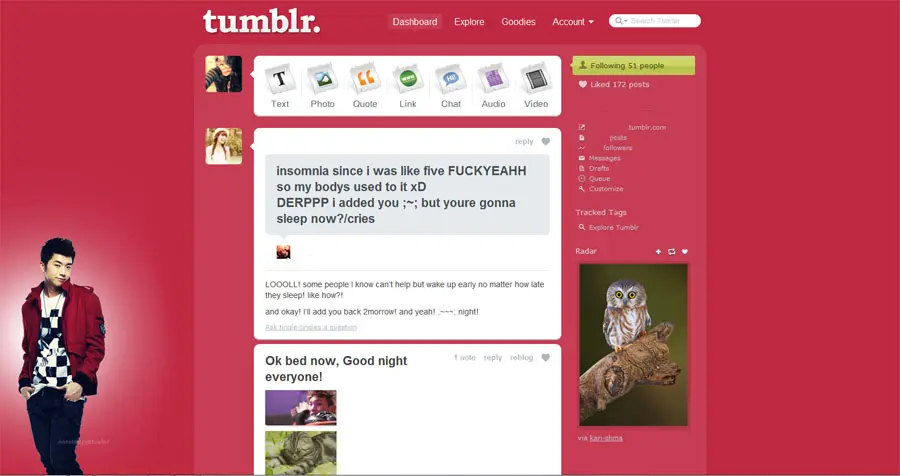 tumblr.
Dashboard
Explore
Goodies
Account
Search Tumblr
Text
Photo
Quote
Link
Chat
Audio
Video
Following 51 people
Liked 172 posts
tumblr.com
posts
followers
Messages
Drafts
Queue
Customize
Tracked Tags
Explore Tumblr
Radar
via kari-shma
reply
insomnia since i was like five FUCKYEAHH
so my bodys used to it xD
DERPPP i added you ;~; but youre gonna
sleep now?/cries
LOOOLL! some people I know can't help but wake up early no matter how late
they sleep! like how?!
and okay! I'll add you back 2morrow! and yeah! :~~~: night!
a question
1 note
reply
reblog
Ok bed now, Good night
everyone!